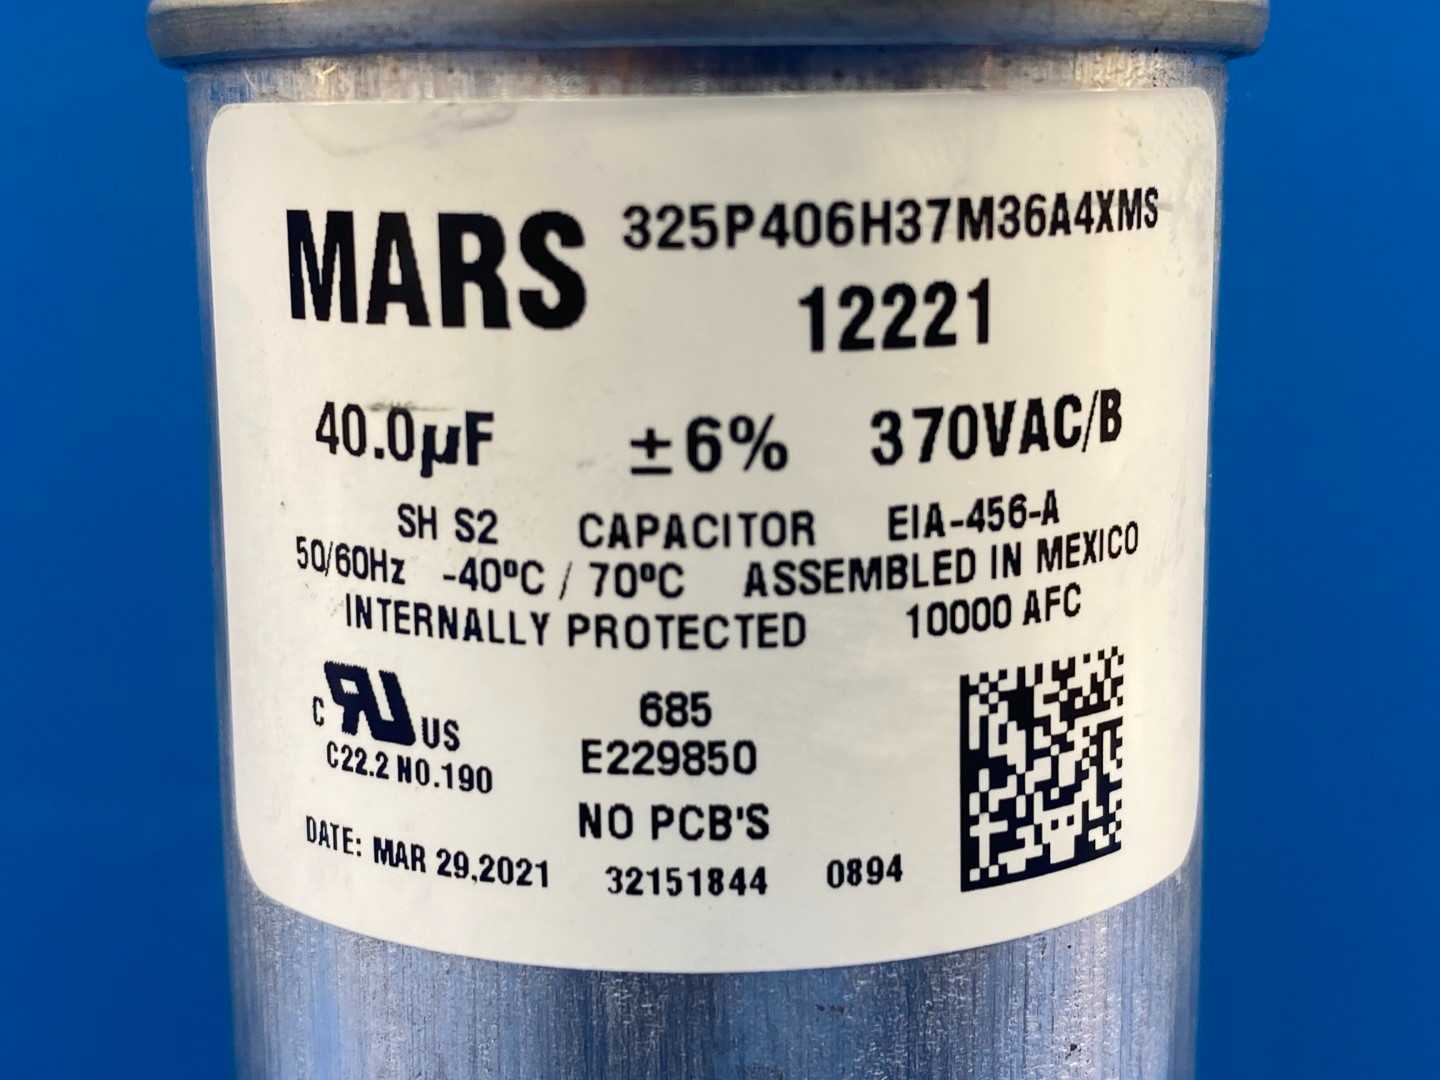 MARS 325P406H37M36A4XMS
12221
40.0µF ±6% 370VAC/B
SH S2 CAPACITOR EIA-456-A
50/60Hz -40ºC / 70ºC ASSEMBLED IN MEXICO
INTERNALLY PROTECTED 10000 AFC
C RU US 685
C22.2 NO.190 E229850
NO PCB'S
DATE: MAR 29,2021 32151844 0894